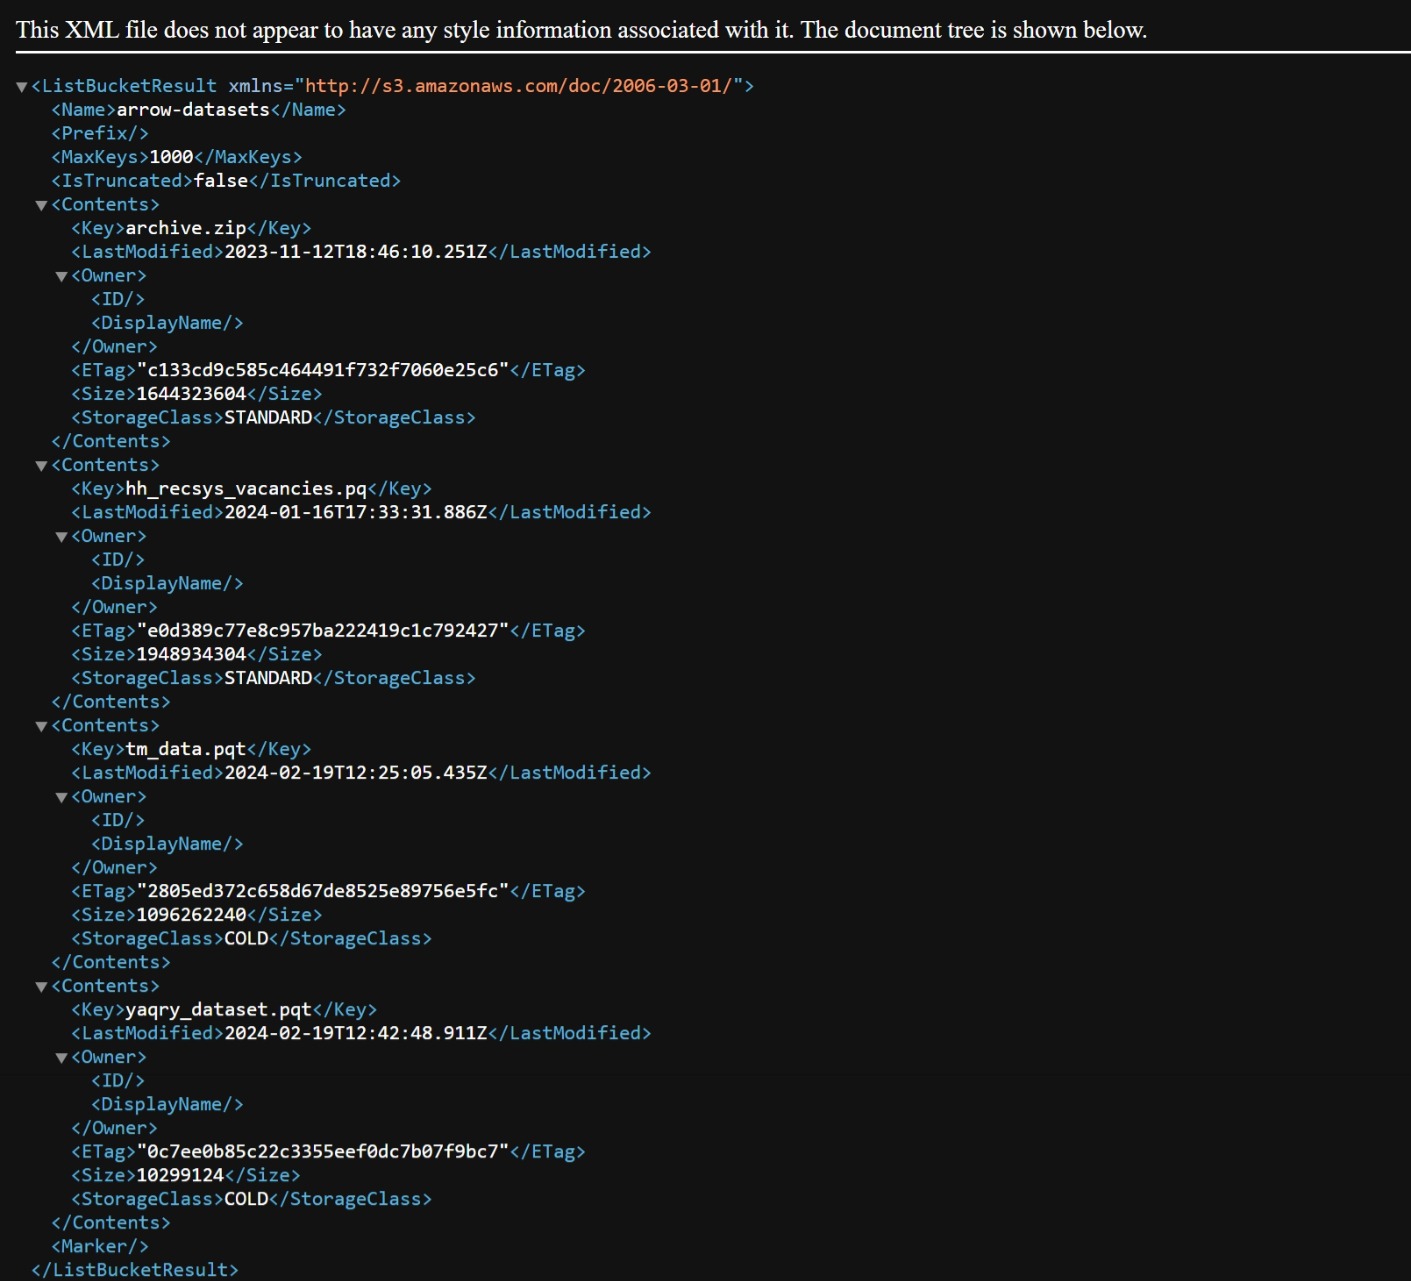 This XML file does not appear to have any style information associated with it. The document tree is shown below.
▼<ListBucketResult xmlns="http://s3.amazonaws.com/doc/2006-03-01/">
<Name>arrow-datasets</Name>
<Prefix/>
<MaxKeys>1000</MaxKeys>
<IsTruncated>false</IsTruncated>
▼<Contents>
<Key>archive.zip</Key>
<LastModified>2023-11-12T18:46:10.251Z</LastModified>
▼<Owner>
<ID/>
<DisplayName/>
</Owner>
<ETag>"c133cd9c585c464491f732f7060e25c6"</ETag>
<Size>1644323604</Size>
<StorageClass>STANDARD</StorageClass>
</Contents>
▼<Contents>
<Key>hh_recsys_vacancies.pq</Key>
<LastModified>2024-01-16T17:33:31.886Z</LastModified>
▼<Owner>
<ID/>
<DisplayName/>
</Owner>
<ETag>"e0d389c77e8c957ba222419c1c792427"</ETag>
<Size>1948934304</Size>
<StorageClass>STANDARD</StorageClass>
</Contents>
▼<Contents>
<Key>tm_data.pqt</Key>
<LastModified>2024-02-19T12:25:05.435Z</LastModified>
▼<Owner>
<ID/>
<DisplayName/>
</Owner>
<ETag>"2805ed372c658d67de8525e89756e5fc"</ETag>
<Size>1096262240</Size>
<StorageClass>COLD</StorageClass>
</Contents>
▼<Contents>
<Key>yaqry_dataset.pqt</Key>
<LastModified>2024-02-19T12:42:48.911Z</LastModified>
▼<Owner>
<ID/>
<DisplayName/>
</Owner>
<ETag>"0c7ee0b85c22c3355eef0dc7b07f9bc7"</ETag>
<Size>10299124</Size>
<StorageClass>COLD</StorageClass>
</Contents>
<Marker/>
</ListBucketResult>